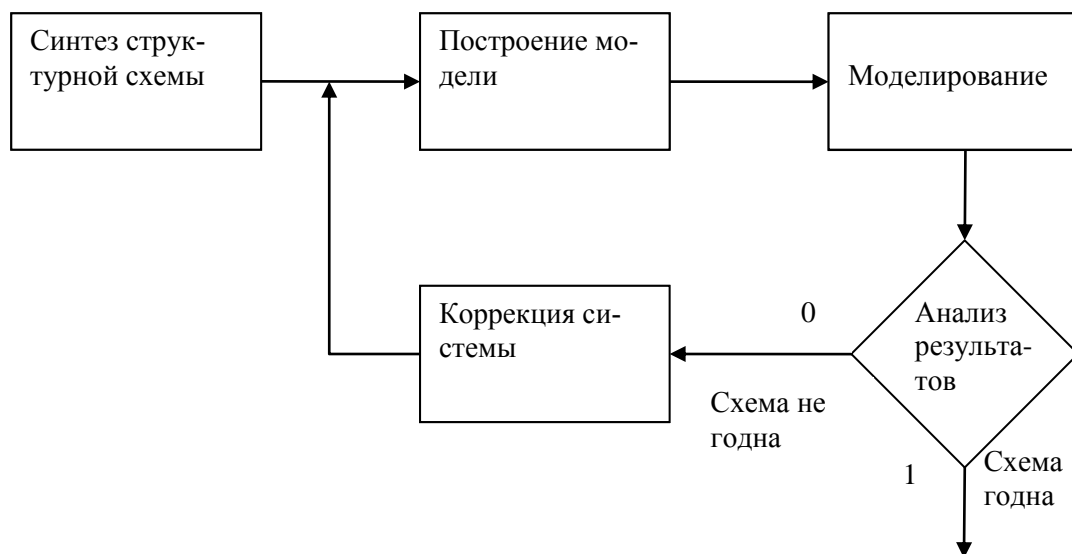 Синтез струк-
турной схемы
Построение мо-
дели
Моделирование
Коррекция си-
стемы
0
Анализ
результа-
тов
Схема не
годна
1
Схема
годна